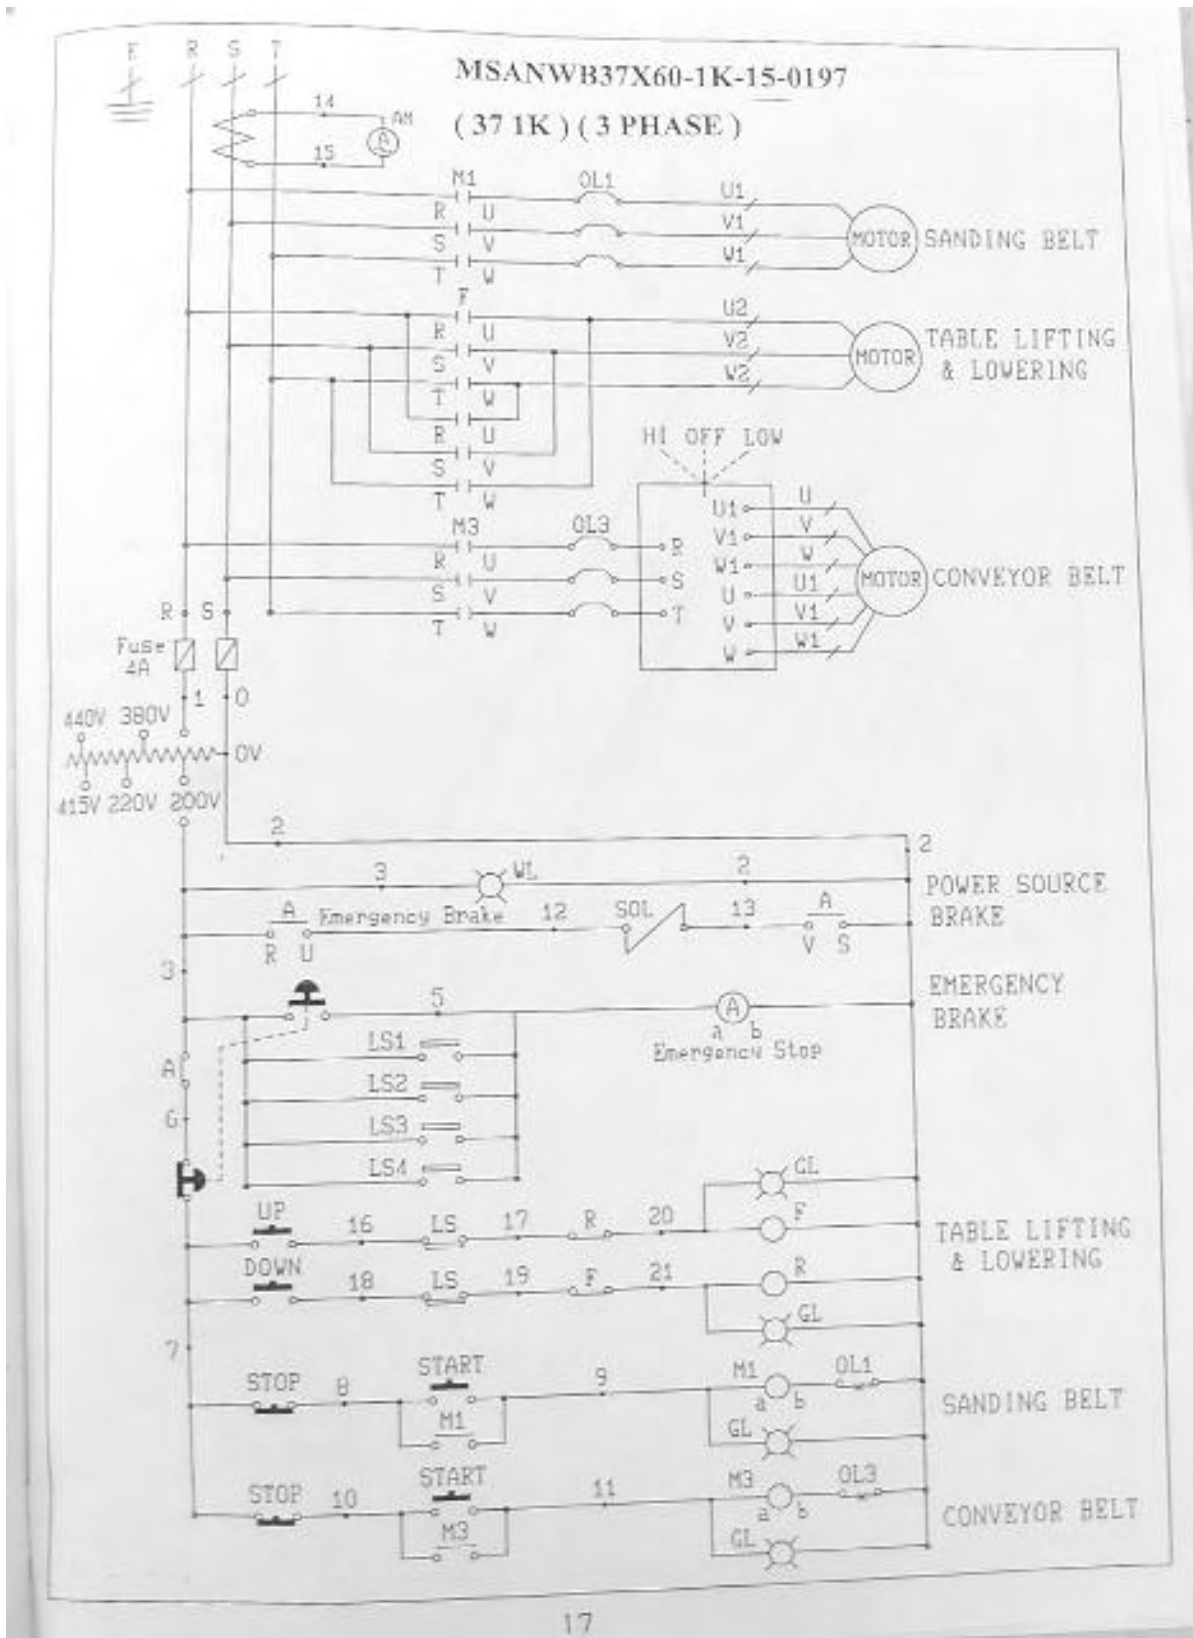 E R S T
MSANWB37X60-1K-15-0197
14
AM
( 37 1K ) ( 3 PHASE )
A
15
M1 OL1 U1
R U V1
MOTOR SANDING BELT
S V W1
T W
F U2
R U V2
TABLE LIFTING
MOTOR
& LOWERING
S V W2
T W
R U
HI OFF LOW
S V
T W
U1 U
M3 OL3 V1 V
R U R W1 W
MOTOR CONVEYOR BELT
S V S U U1
R S
T W T V V1
Fuse
4A
W W1
1 0
440V 380V
0V
415V 220V 200V
2
2
3 WL 2
POWER SOURCE
BRAKE
A Emergency Brake 12 SOL 13 A
R U V S
3
EMERGENCY
BRAKE
5 A
a b
Emergency Stop
LS1
A
LS2
6
LS3
LS4
GL
UP 16 LS 17 R 20 F
TABLE LIFTING
& LOWERING
DOWN 18 LS 19 F 21 R
GL
7
START
STOP 8 9 M1 OL1
a b
SANDING BELT
M1 GL
START
STOP 10 11 M3 OL3
a b
CONVEYOR BELT
M3 GL
17